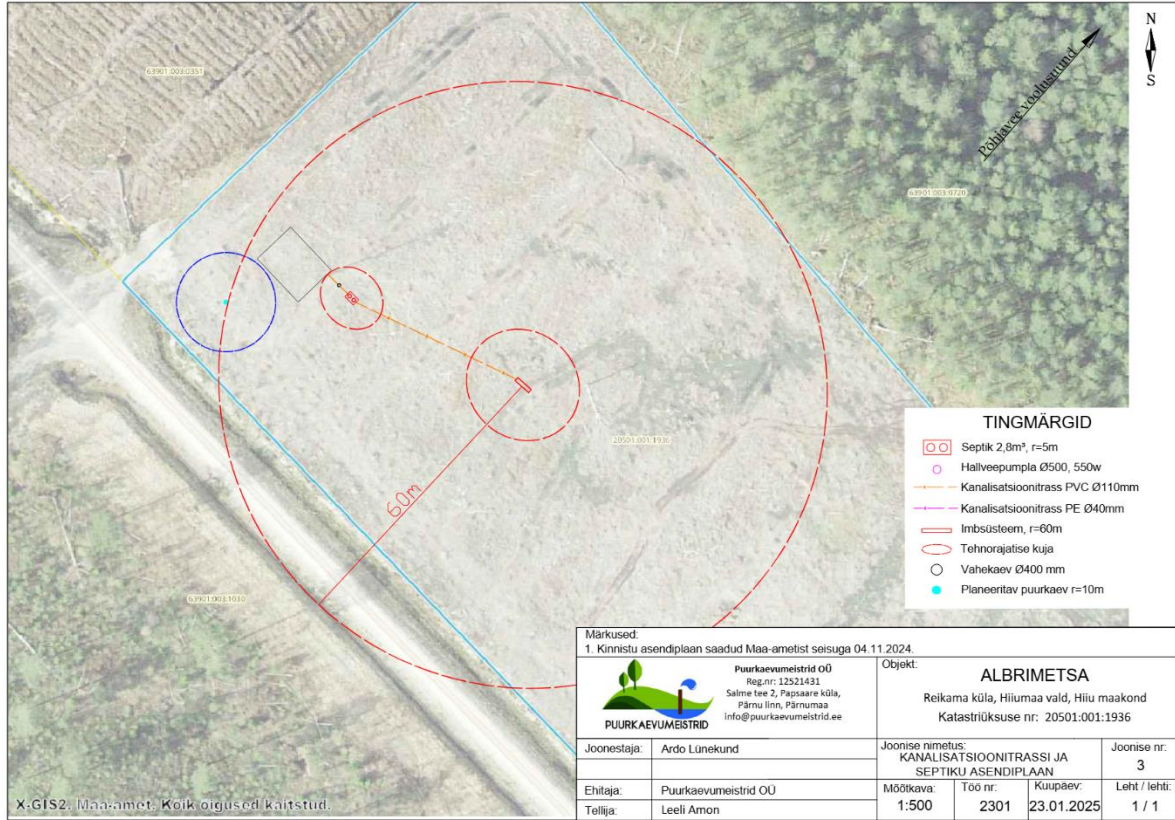 N
S
Põhjavee voolusuund
63901:003:0351
63901:003:0720
20501:001:1936
63901:003:1030
60m
TINGMÄRGID
Septik 2,8m³, r=5m
Hallveepumpla Ø500, 550w
Kanalisatsioonitrass PVC Ø110mm
Kanalisatsioonitrass PE Ø40mm
Imbsüsteem, r=60m
Tehnorajatise kuja
Vahekaev Ø400 mm
Planeeritav puurkaev r=10m
Märkused:
1. Kinnistu asendiplaan saadud Maa-ametist seisuga 04.11.2024.
PUURKAEVUMEISTRID
Puurkaevumeistrid OÜ
Reg.nr: 12521431
Salme tee 2, Papsaare küla,
Pärnu linn, Pärnumaa
info@puurkaevumeistrid.ee
Objekt:
ALBRIMETSA
Reikama küla, Hiiumaa vald, Hiiu maakond
Katastriüksuse nr: 20501:001:1936
Joonestaja: Ardo Lünekund
Joonise nimetus:
KANALISATSIOONITRASSI JA
SEPTIKU ASENDIPLAAN
Joonise nr:
3
Ehitaja: Puurkaevumeistrid OÜ
Tellija: Leeli Amon
Mõõtkava:
1:500
Töö nr:
2301
Kuupäev:
23.01.2025
Leht / lehti:
1 / 1
X-GIS2. Maa-amet. Koik oigused kaitstud.